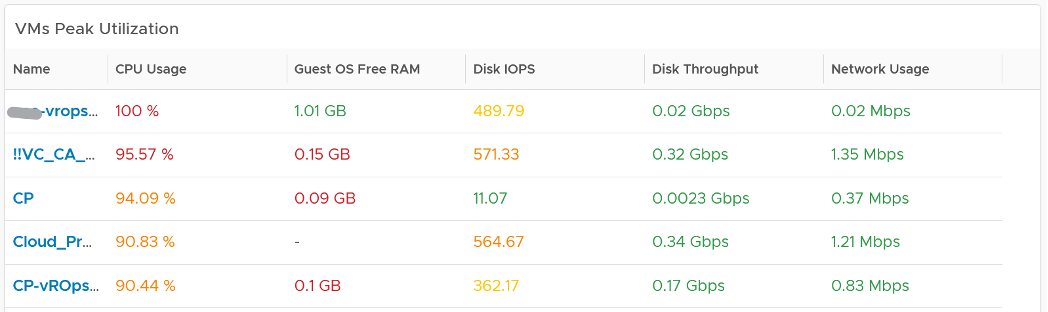 VMs Peak Utilization
Name CPU Usage Guest OS Free RAM Disk IOPS Disk Throughput Network Usage
-vrops... 100 % 1.01 GB 489.79 0.02 Gbps 0.02 Mbps
!!VC_CA_... 95.57 % 0.15 GB 571.33 0.32 Gbps 1.35 Mbps
CP 94.09 % 0.09 GB 11.07 0.0023 Gbps 0.37 Mbps
Cloud_Pr... 90.83 % - 564.67 0.34 Gbps 1.21 Mbps
CP-vROps... 90.44 % 0.1 GB 362.17 0.17 Gbps 0.83 Mbps